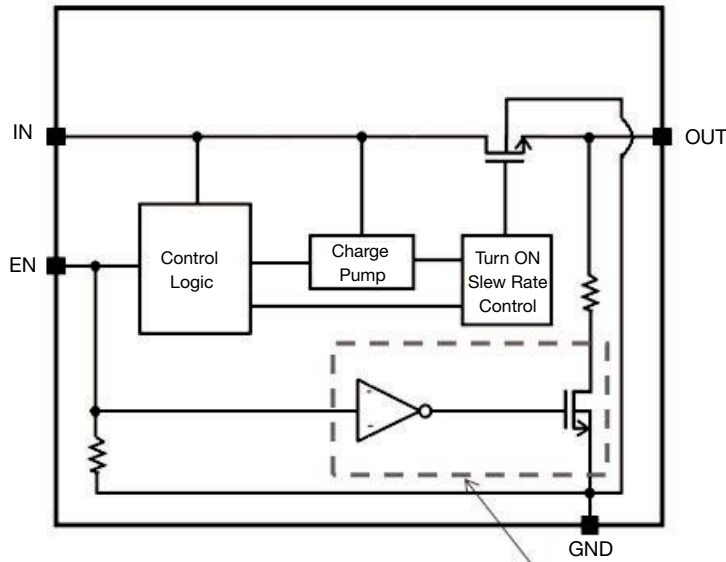 IN
OUT
EN
Control
Logic
Charge
Pump
Turn ON
Slew Rate
Control
GND